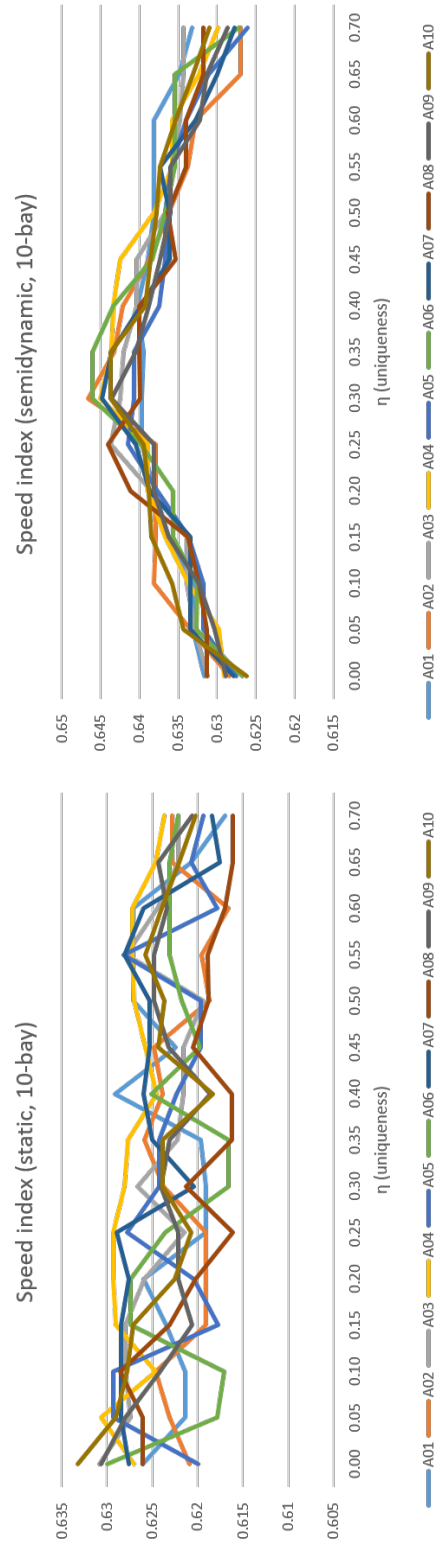 Speed index (static, 10-bay)
0.635
0.63
0.625
0.62
0.615
0.61
0.605
0.00 0.05 0.10 0.15 0.20 0.25 0.30 0.35 0.40 0.45 0.50 0.55 0.60 0.65 0.70
η (uniqueness)
A01 A02 A03 A04 A05 A06 A07 A08 A09 A10
Speed index (semidynamic, 10-bay)
0.65
0.645
0.64
0.635
0.63
0.625
0.62
0.615
0.00 0.05 0.10 0.15 0.20 0.25 0.30 0.35 0.40 0.45 0.50 0.55 0.60 0.65 0.70
η (uniqueness)
A01 A02 A03 A04 A05 A06 A07 A08 A09 A10